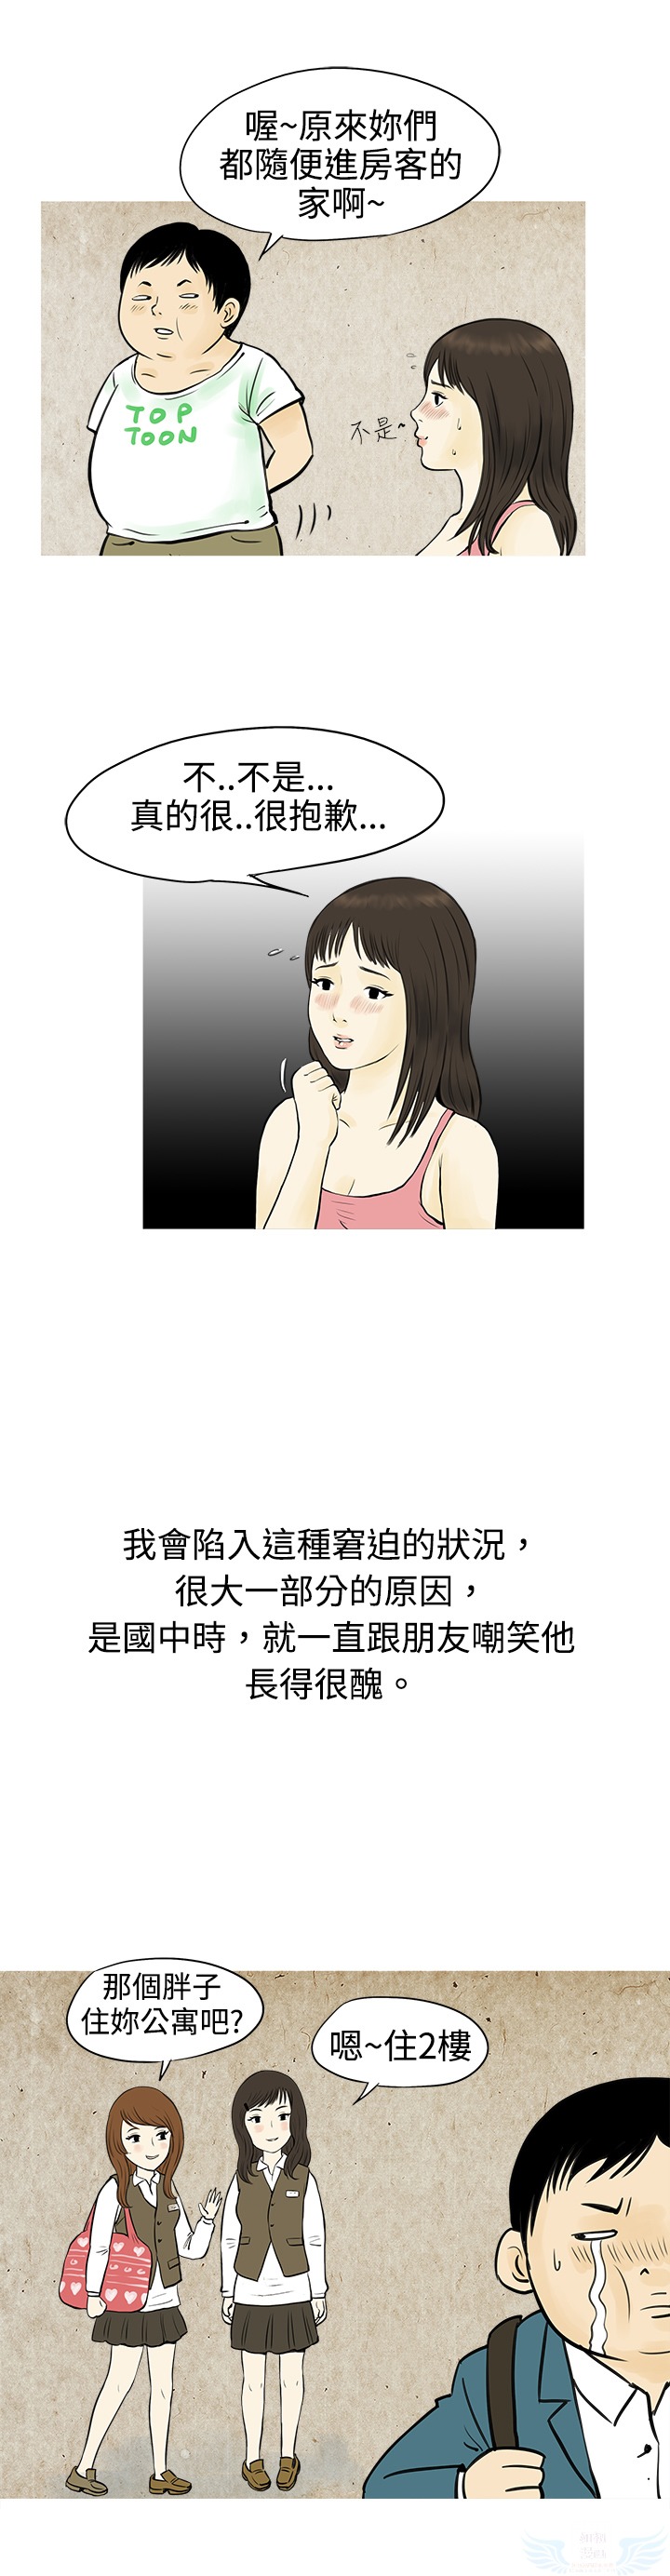 喔~原來妳們
都隨便進房客的
家啊~
TOP
TOON
不是~
不..不是...
真的很..很抱歉...
我會陷入這種窘迫的狀況，
很大一部分的原因，
是國中時，就一直跟朋友嘲笑他
長得很醜。
那個胖子
住妳公寓吧?
嗯~住2樓